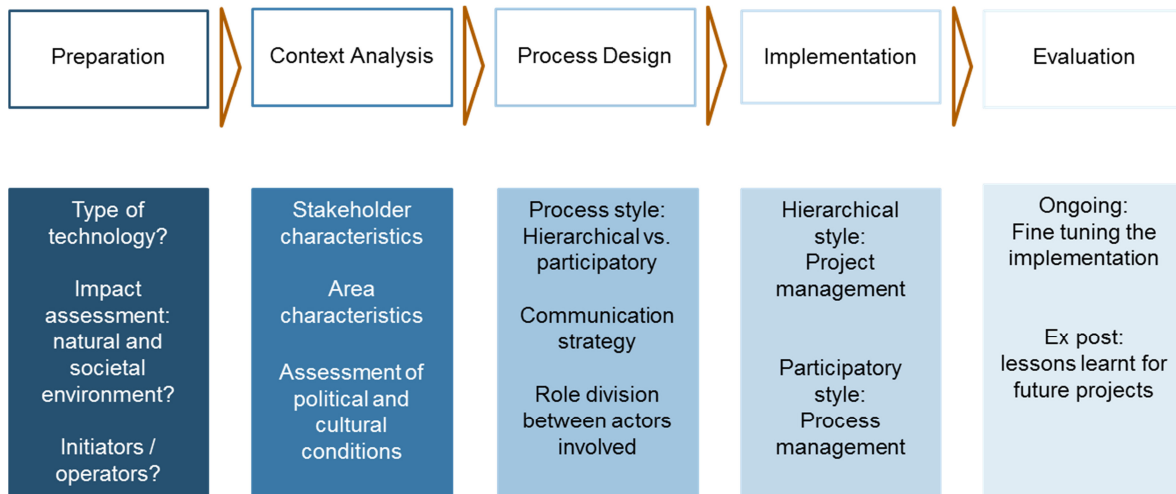 Preparation
Context Analysis
Process Design
Implementation
Evaluation
Type of
technology?
Impact
assessment:
natural and
societal
environment?
Initiators /
operators?
Stakeholder
characteristics
Area
characteristics
Assessment of
political and
cultural
conditions
Process style:
Hierarchical vs.
participatory
Communication
strategy
Role division
between actors
involved
Hierarchical
style:
Project
management
Participatory
style:
Process
management
Ongoing:
Fine tuning the
implementation
Ex post:
lessons learnt for
future projects